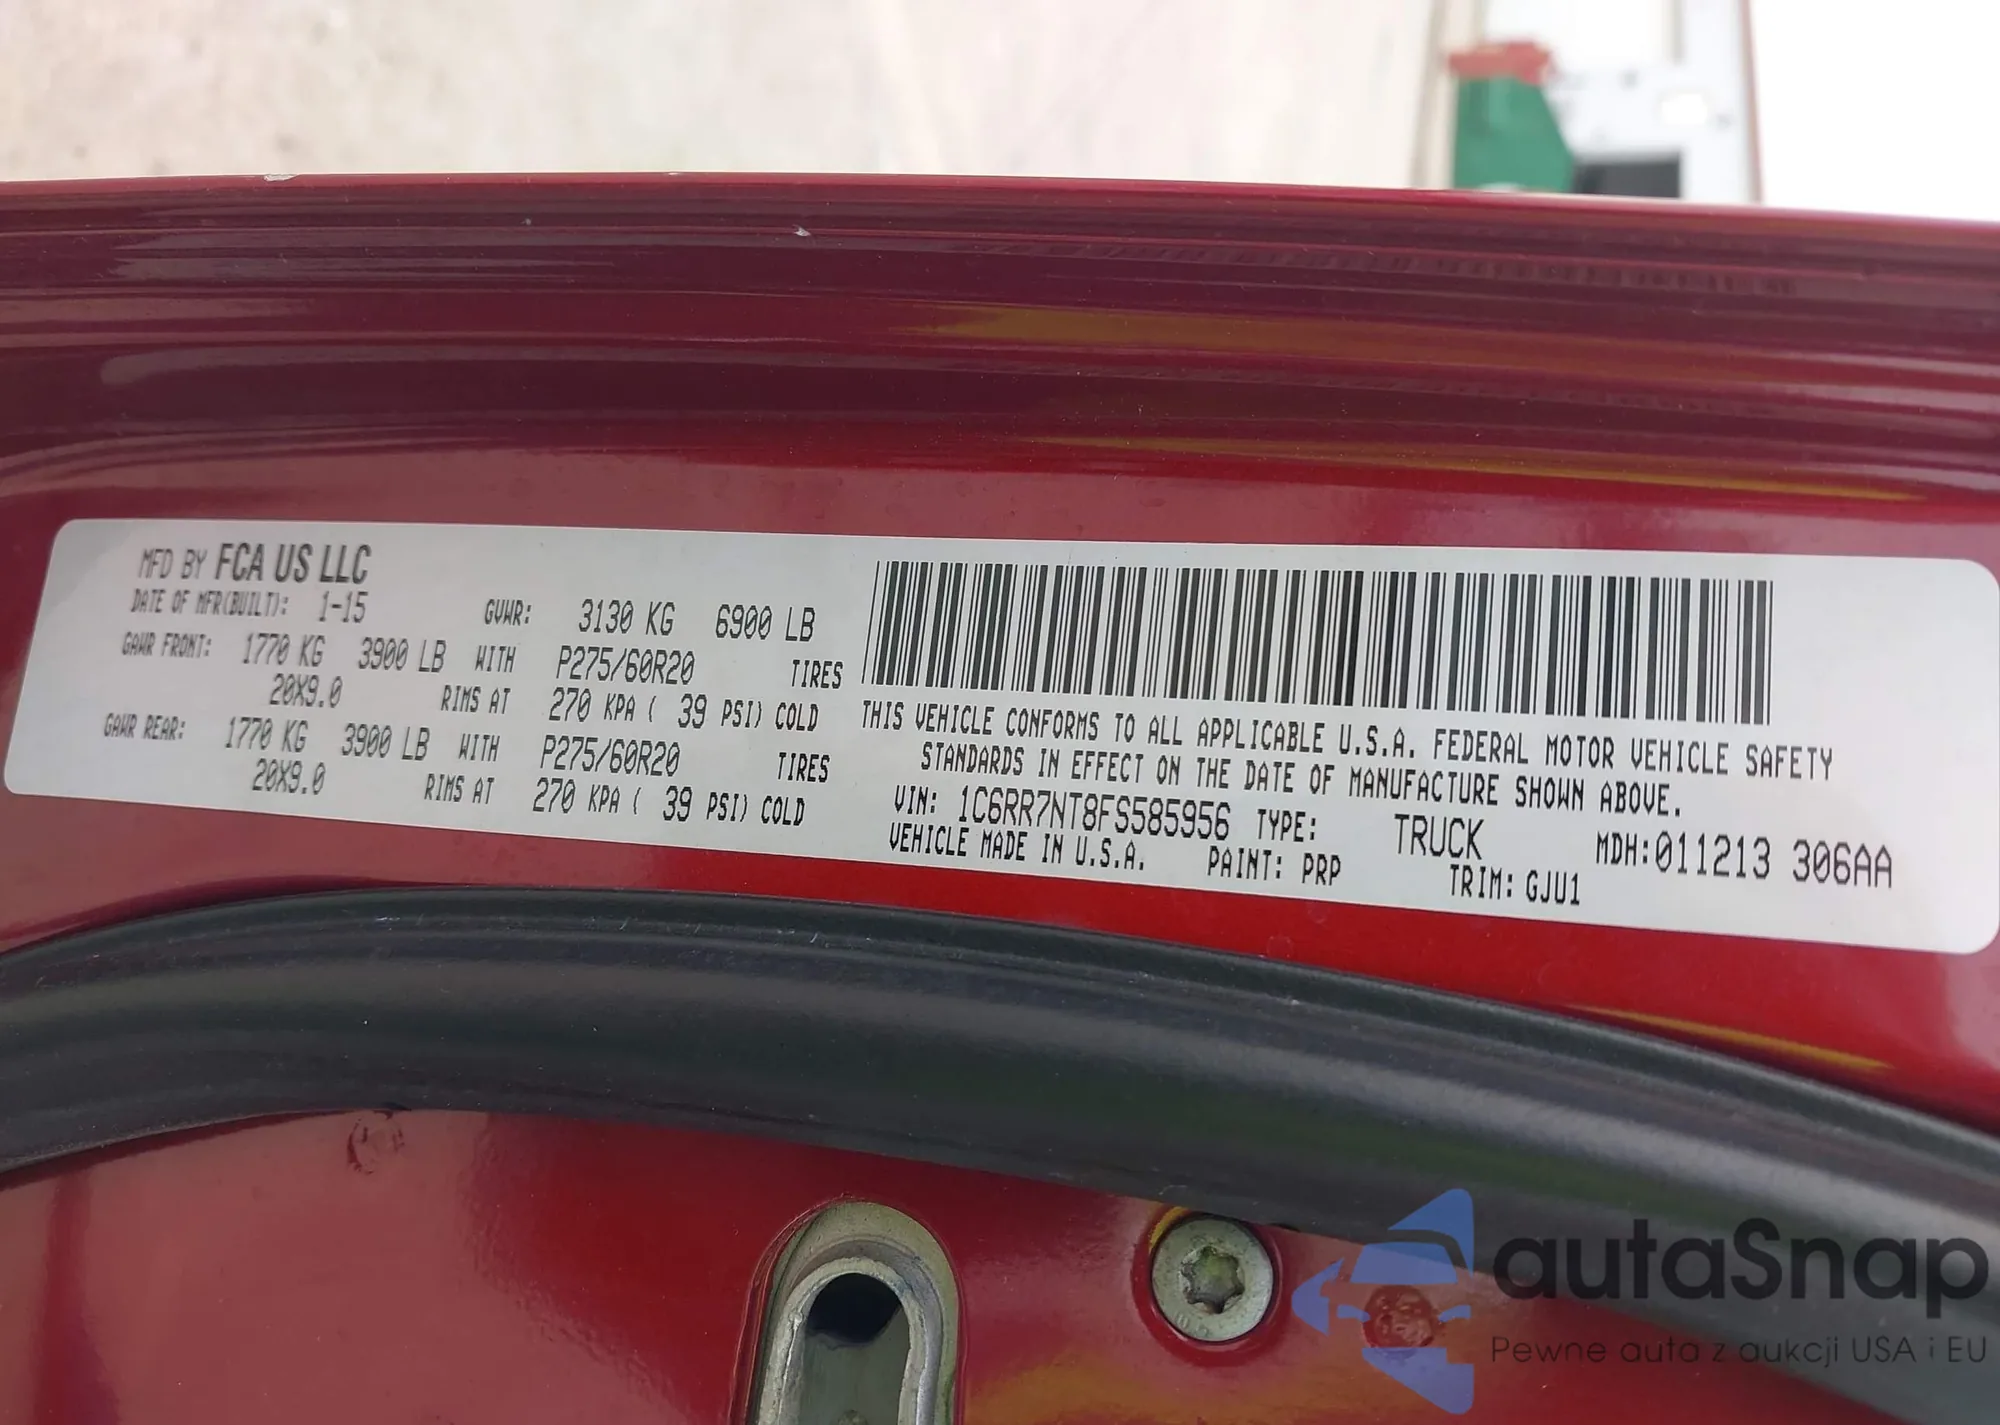 MFD BY FCA US LLC
DATE OF MFR(BUILT): 1-15 GVWR: 3130 KG 6900 LB
GAWR FRONT: 1770 KG 3900 LB WITH P275/60R20 TIRES
20X9.0 RIMS AT 270 KPA ( 39 PSI) COLD
GAWR REAR: 1770 KG 3900 LB WITH P275/60R20 TIRES
20X9.0 RIMS AT 270 KPA ( 39 PSI) COLD
THIS VEHICLE CONFORMS TO ALL APPLICABLE U.S.A. FEDERAL MOTOR VEHICLE SAFETY
STANDARDS IN EFFECT ON THE DATE OF MANUFACTURE SHOWN ABOVE.
VIN: 1C6RR7NT8FS585956 TYPE: TRUCK MDH:011213 306AA
VEHICLE MADE IN U.S.A. PAINT: PRP TRIM: GJU1
autaSnap
Pewne auta z aukcji USA i EU